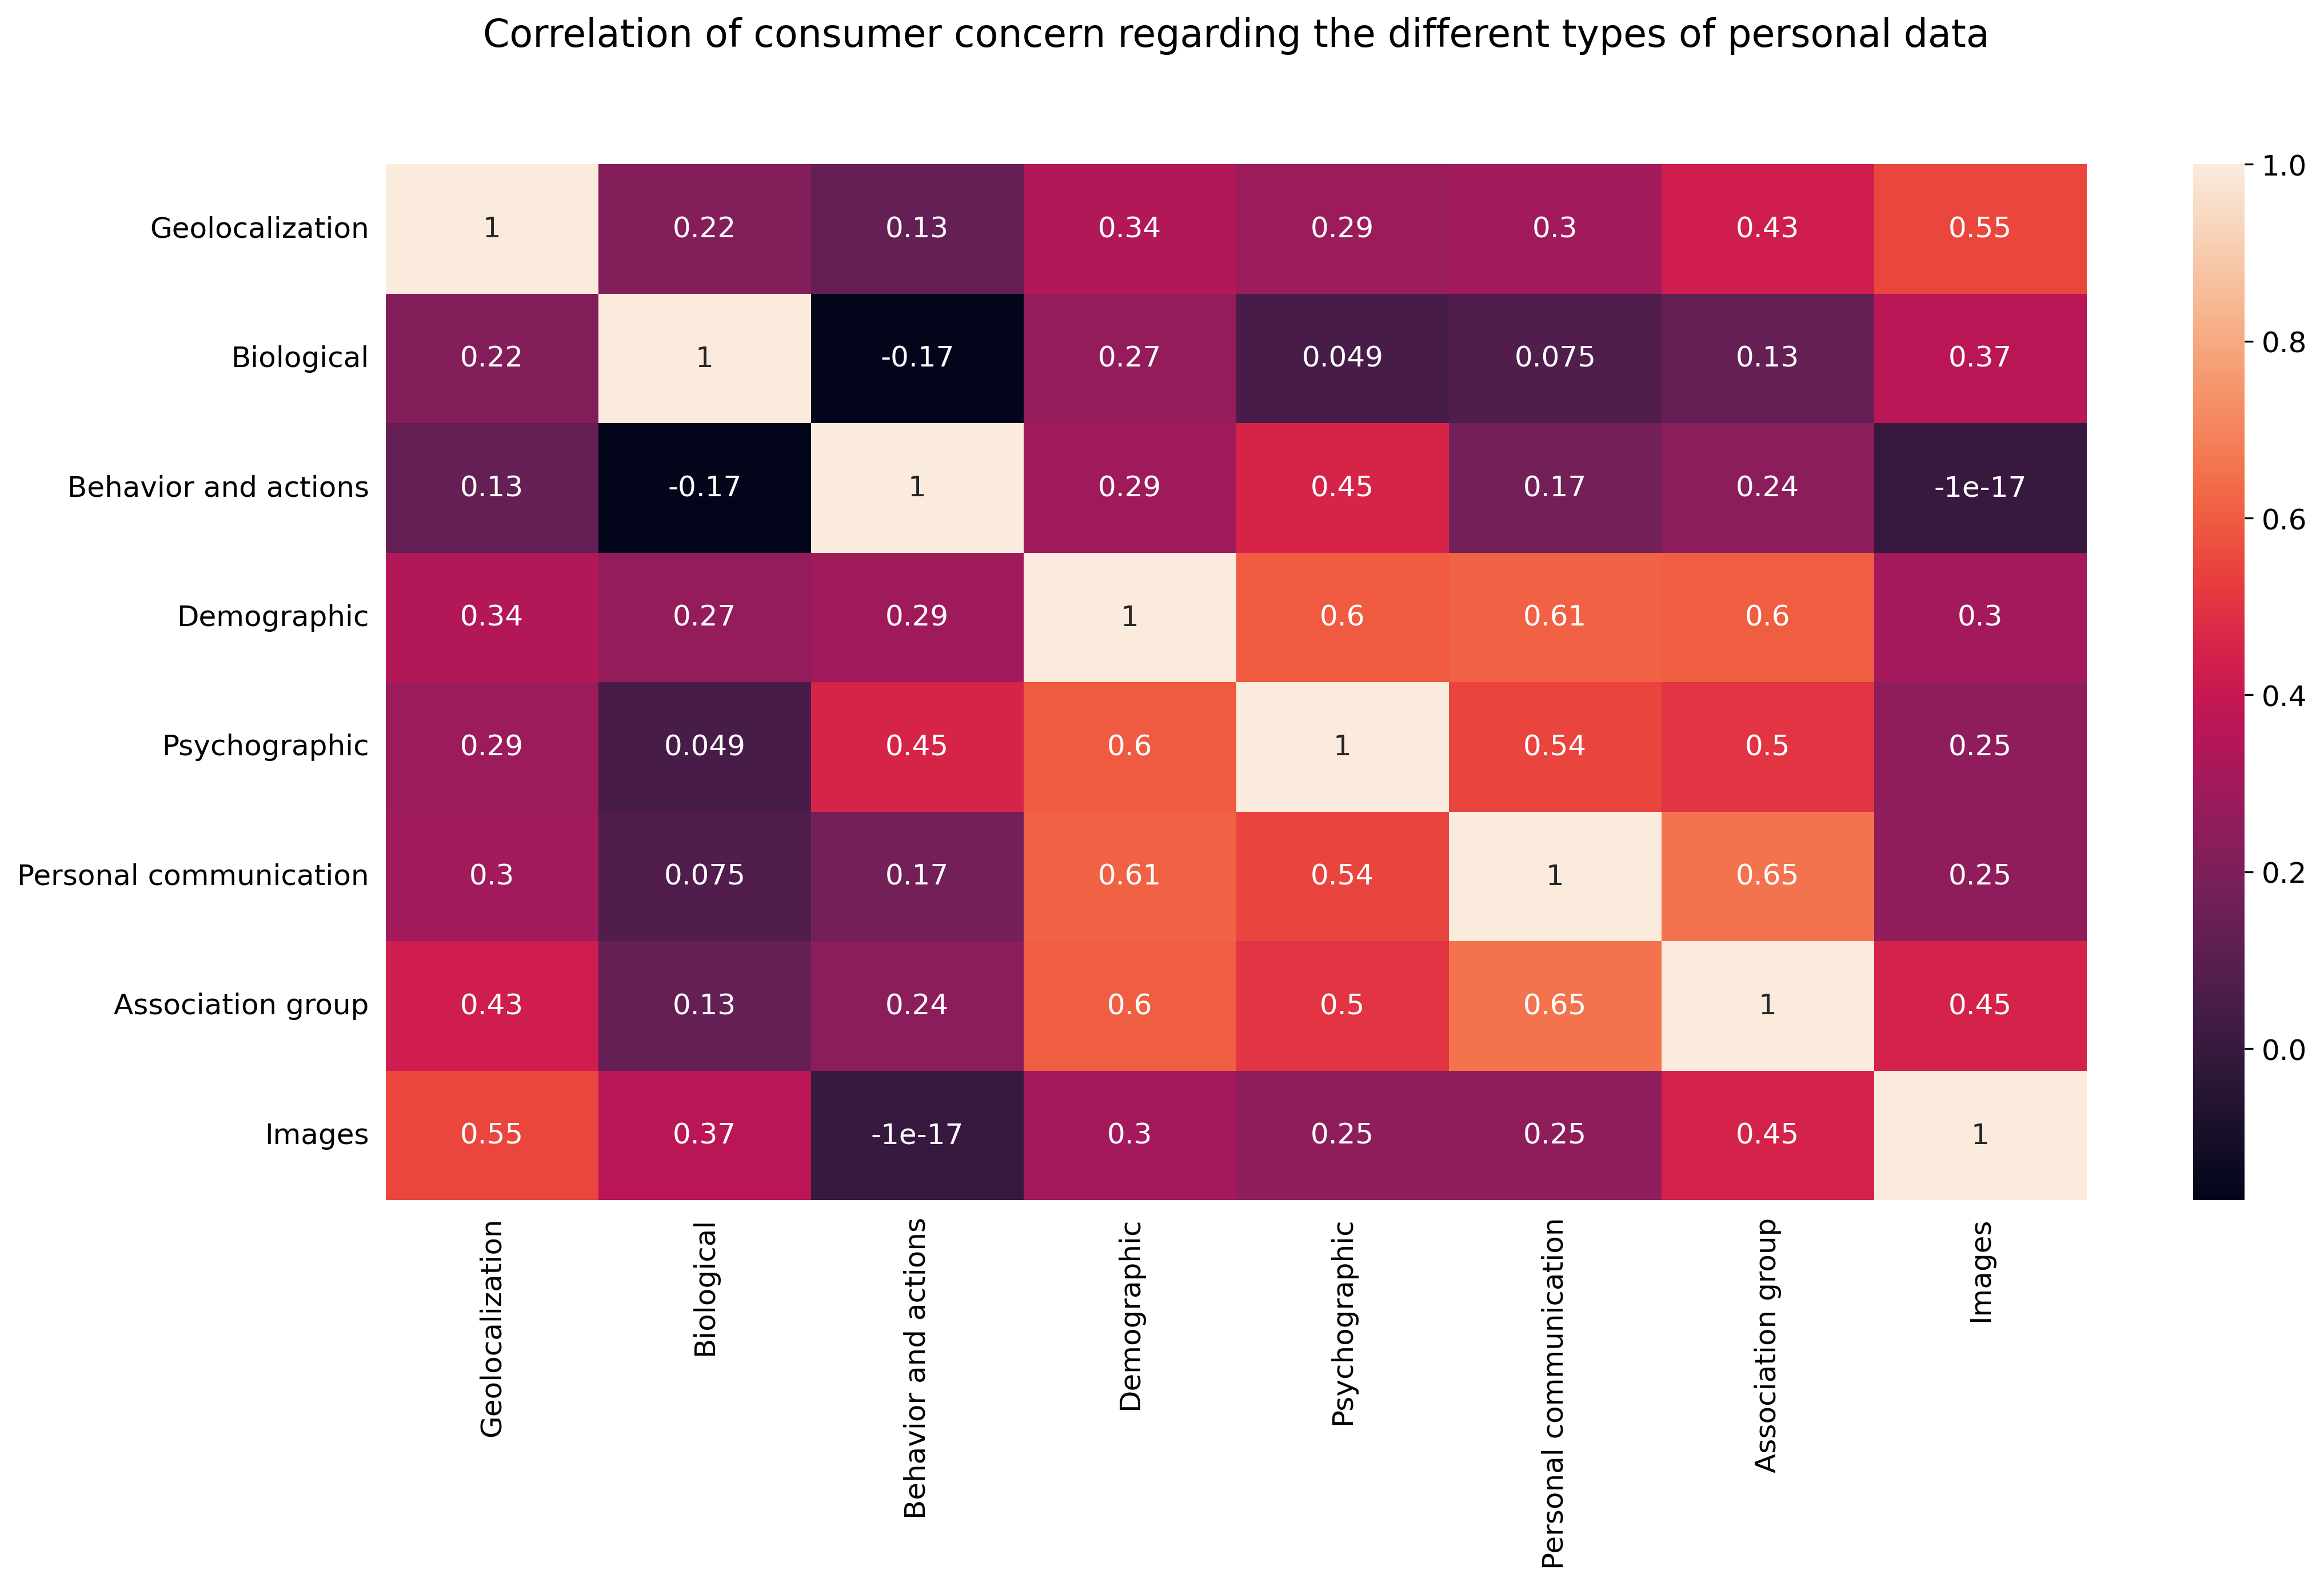 Correlation of consumer concern regarding the different types of personal data
Geolocalization 1 0.22 0.13 0.34 0.29 0.3 0.43 0.55
Biological 0.22 1 -0.17 0.27 0.049 0.075 0.13 0.37
Behavior and actions 0.13 -0.17 1 0.29 0.45 0.17 0.24 -1e-17
Demographic 0.34 0.27 0.29 1 0.6 0.61 0.6 0.3
Psychographic 0.29 0.049 0.45 0.6 1 0.54 0.5 0.25
Personal communication 0.3 0.075 0.17 0.61 0.54 1 0.65 0.25
Association group 0.43 0.13 0.24 0.6 0.5 0.65 1 0.45
Images 0.55 0.37 -1e-17 0.3 0.25 0.25 0.45 1
Geolocalization
Biological
Behavior and actions
Demographic
Psychographic
Personal communication
Association group
Images
1.0
0.8
0.6
0.4
0.2
0.0